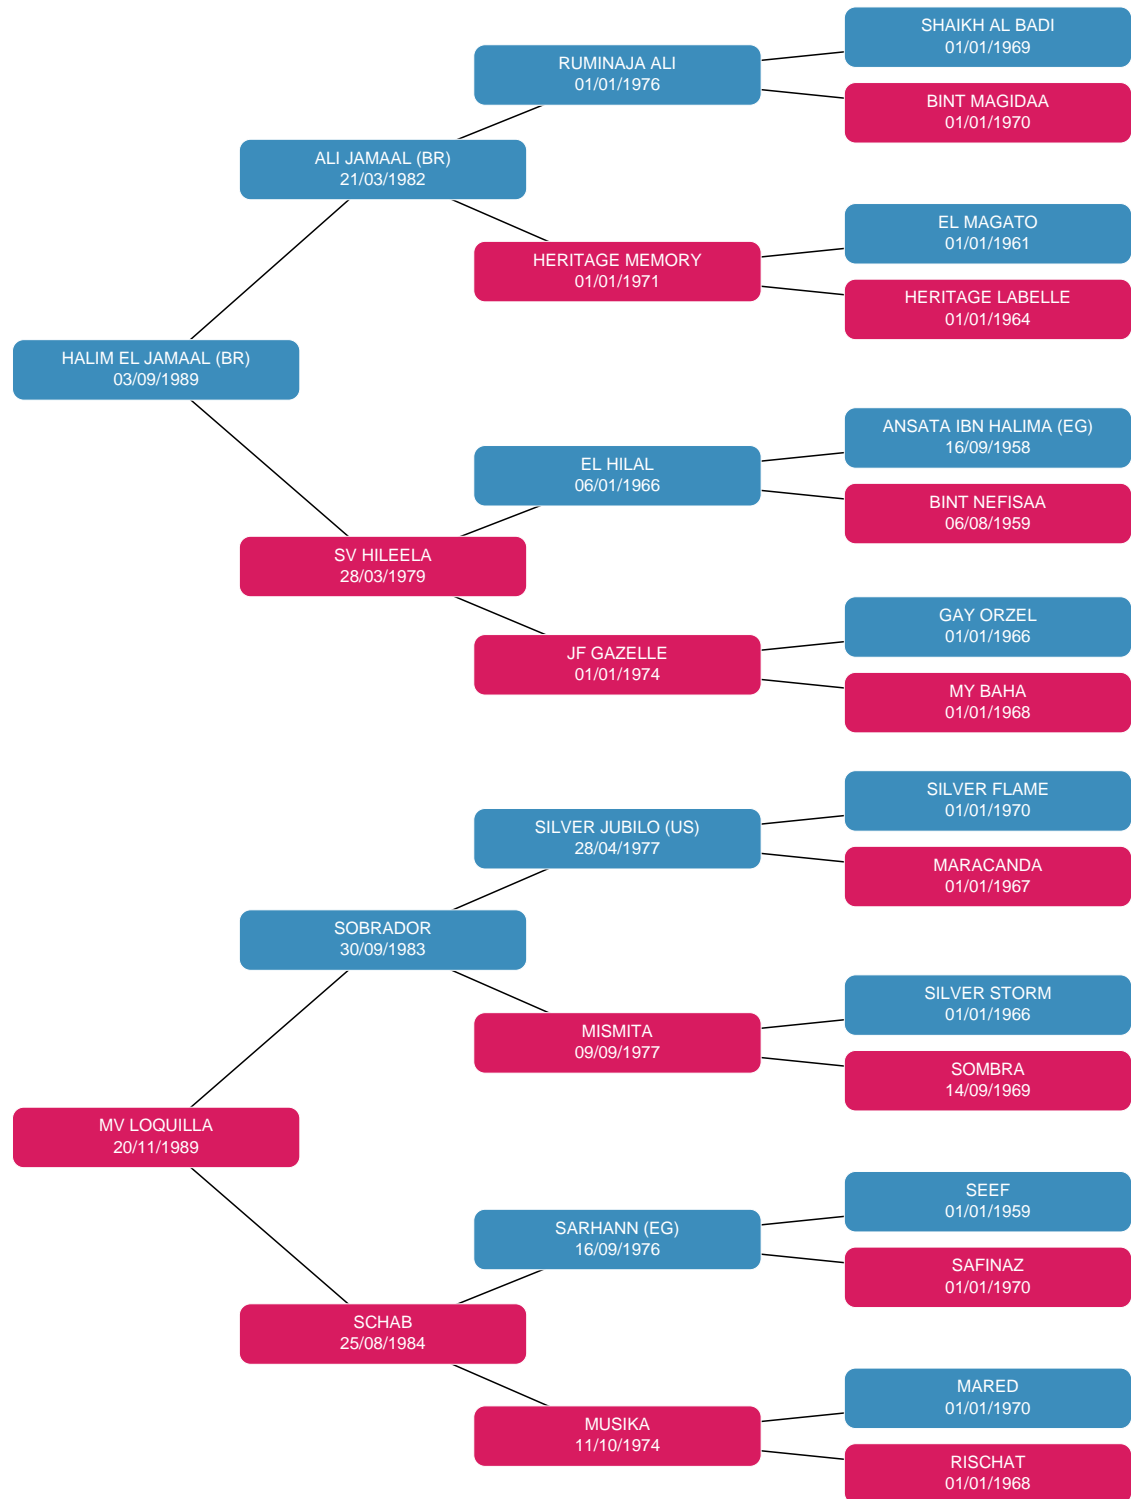 SHAIKH AL BADI
01/01/1969
RUMINAJA ALI
01/01/1976
BINT MAGIDAA
01/01/1970
ALI JAMAAL (BR)
21/03/1982
EL MAGATO
01/01/1961
HERITAGE MEMORY
01/01/1971
HERITAGE LABELLE
01/01/1964
HALIM EL JAMAAL (BR)
03/09/1989
ANSATA IBN HALIMA (EG)
16/09/1958
EL HILAL
06/01/1966
BINT NEFISAA
06/08/1959
SV HILEELA
28/03/1979
GAY ORZEL
01/01/1966
JF GAZELLE
01/01/1974
MY BAHA
01/01/1968
SILVER FLAME
01/01/1970
SILVER JUBILO (US)
28/04/1977
MARACANDA
01/01/1967
SOBRADOR
30/09/1983
SILVER STORM
01/01/1966
MISMITA
09/09/1977
SOMBRA
14/09/1969
MV LOQUILLA
20/11/1989
SEEF
01/01/1959
SARHANN (EG)
16/09/1976
SAFINAZ
01/01/1970
SCHAB
25/08/1984
MARED
01/01/1970
MUSIKA
11/10/1974
RISCHAT
01/01/1968